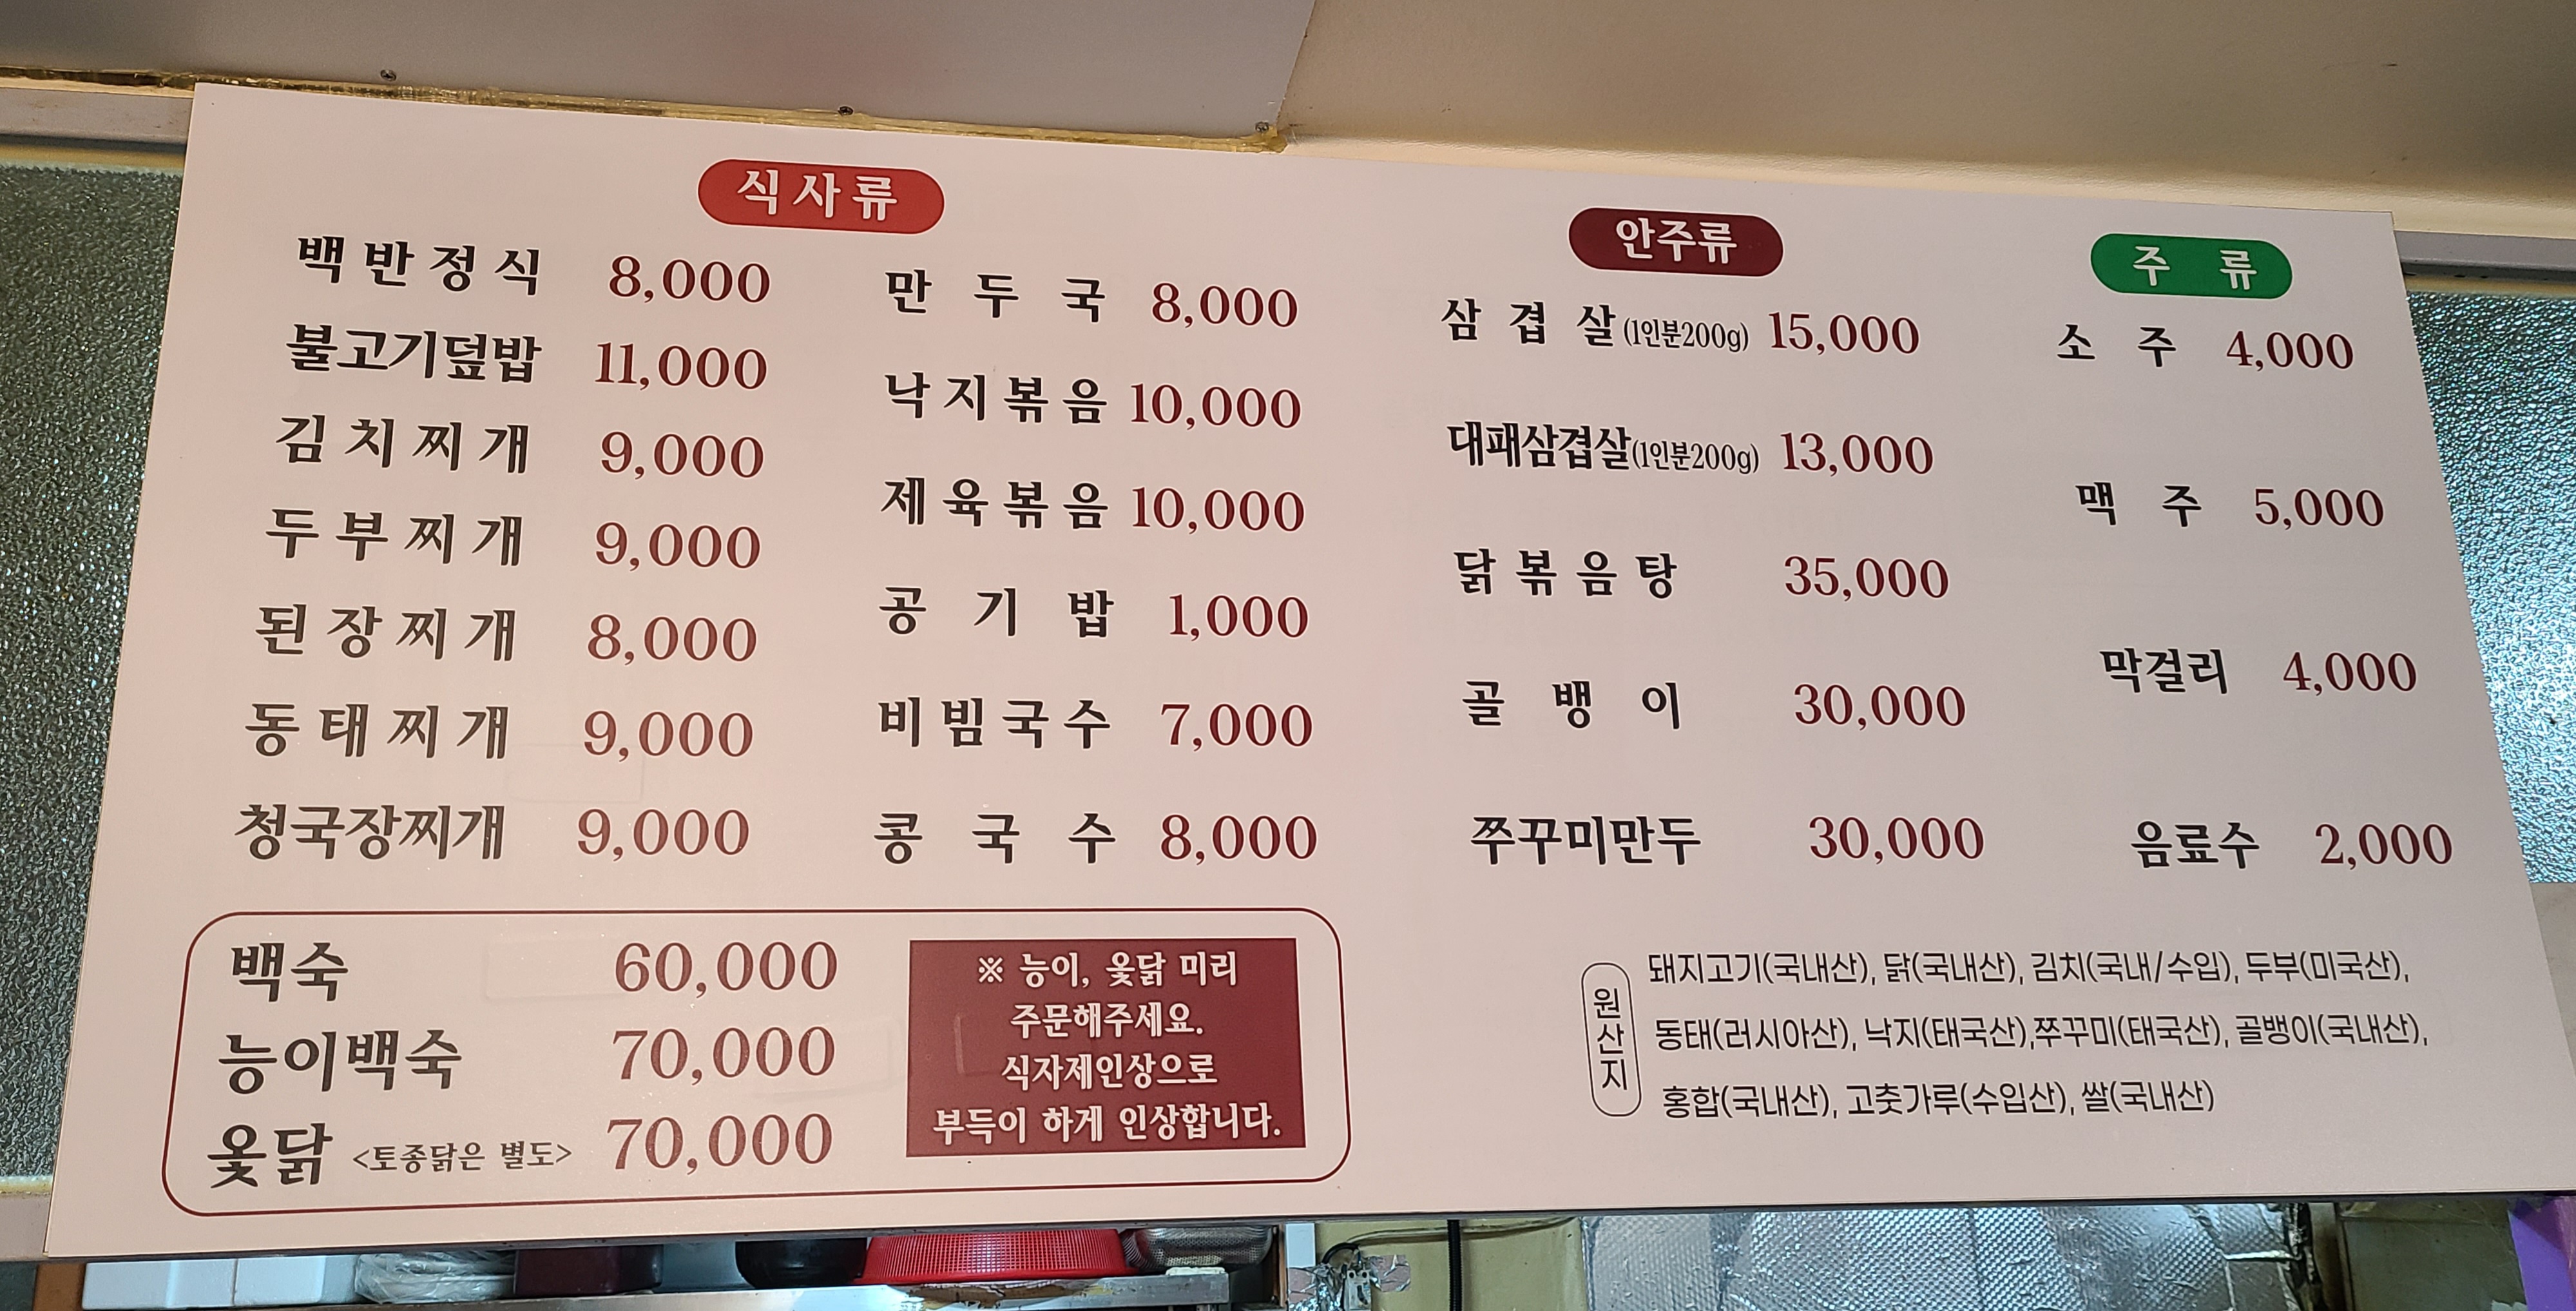 식사류
백반정식 8,000
불고기덮밥 11,000
김치찌개 9,000
두부찌개 9,000
된장찌개 8,000
동태찌개 9,000
청국장찌개 9,000
만두국 8,000
낙지볶음 10,000
제육볶음 10,000
공기밥 1,000
비빔국수 7,000
콩국수 8,000
백숙 60,000
능이백숙 70,000
옻닭 <토종닭은 별도> 70,000
※ 능이, 옻닭 미리
주문해주세요.
식자제인상으로
부득이 하게 인상합니다.
안주류
삼겹살(1인분200g) 15,000
대패삼겹살(1인분200g) 13,000
닭볶음탕 35,000
골뱅이 30,000
쭈꾸미만두 30,000
주류
소주 4,000
맥주 5,000
막걸리 4,000
음료수 2,000
원산지
돼지고기(국내산), 닭(국내산), 김치(국내/수입), 두부(미국산),
동태(러시아산), 낙지(태국산),쭈꾸미(태국산), 골뱅이(국내산),
홍합(국내산), 고춧가루(수입산), 쌀(국내산)